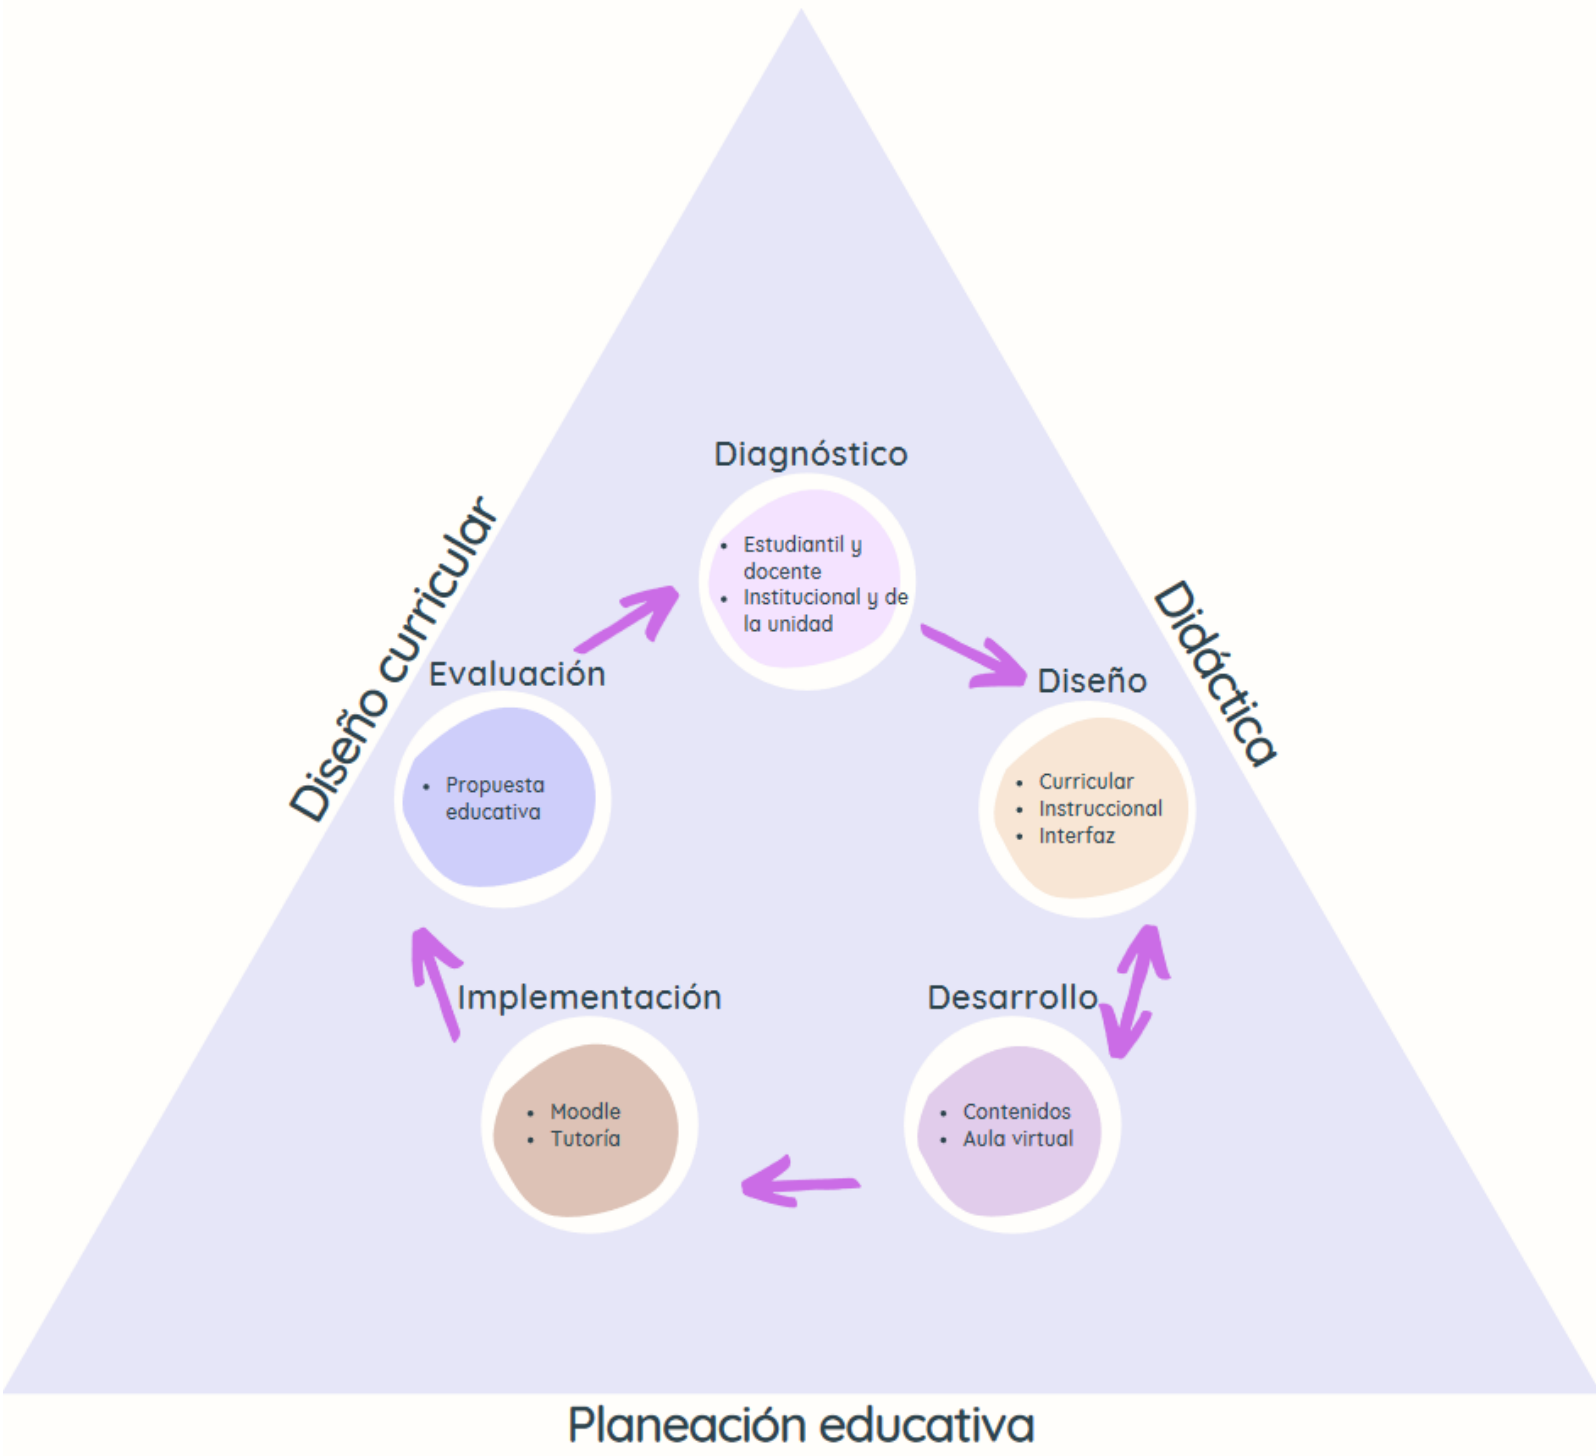 Diagnóstico
• Estudiantil y
docente
• Institucional y de
la unidad
Diseño curricular
Didáctica
Evaluación
• Propuesta
educativa
Diseño
• Curricular
• Instruccional
• Interfaz
Implementación
• Moodle
• Tutoría
Desarrollo
• Contenidos
• Aula virtual
Planeación educativa